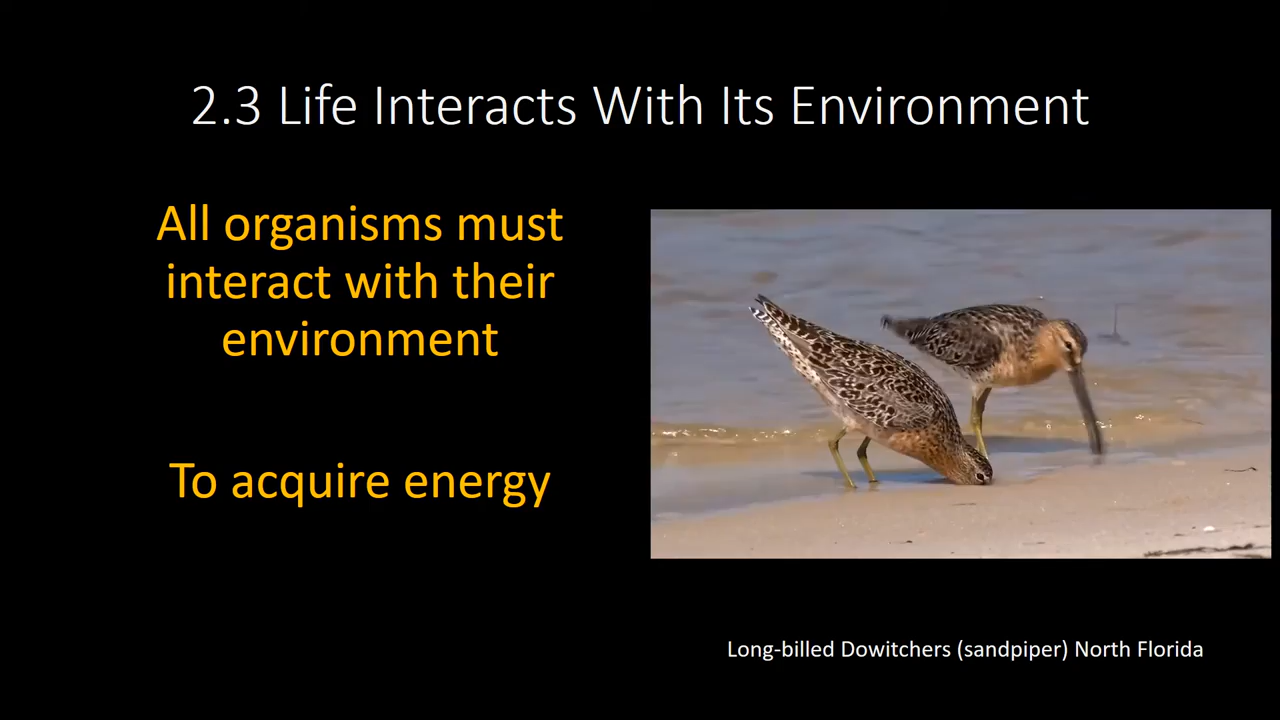 2.3 Life Interacts With Its Environment
All organisms must
interact with their
environment
To acquire energy
Long-billed Dowitchers (sandpiper) North Florida